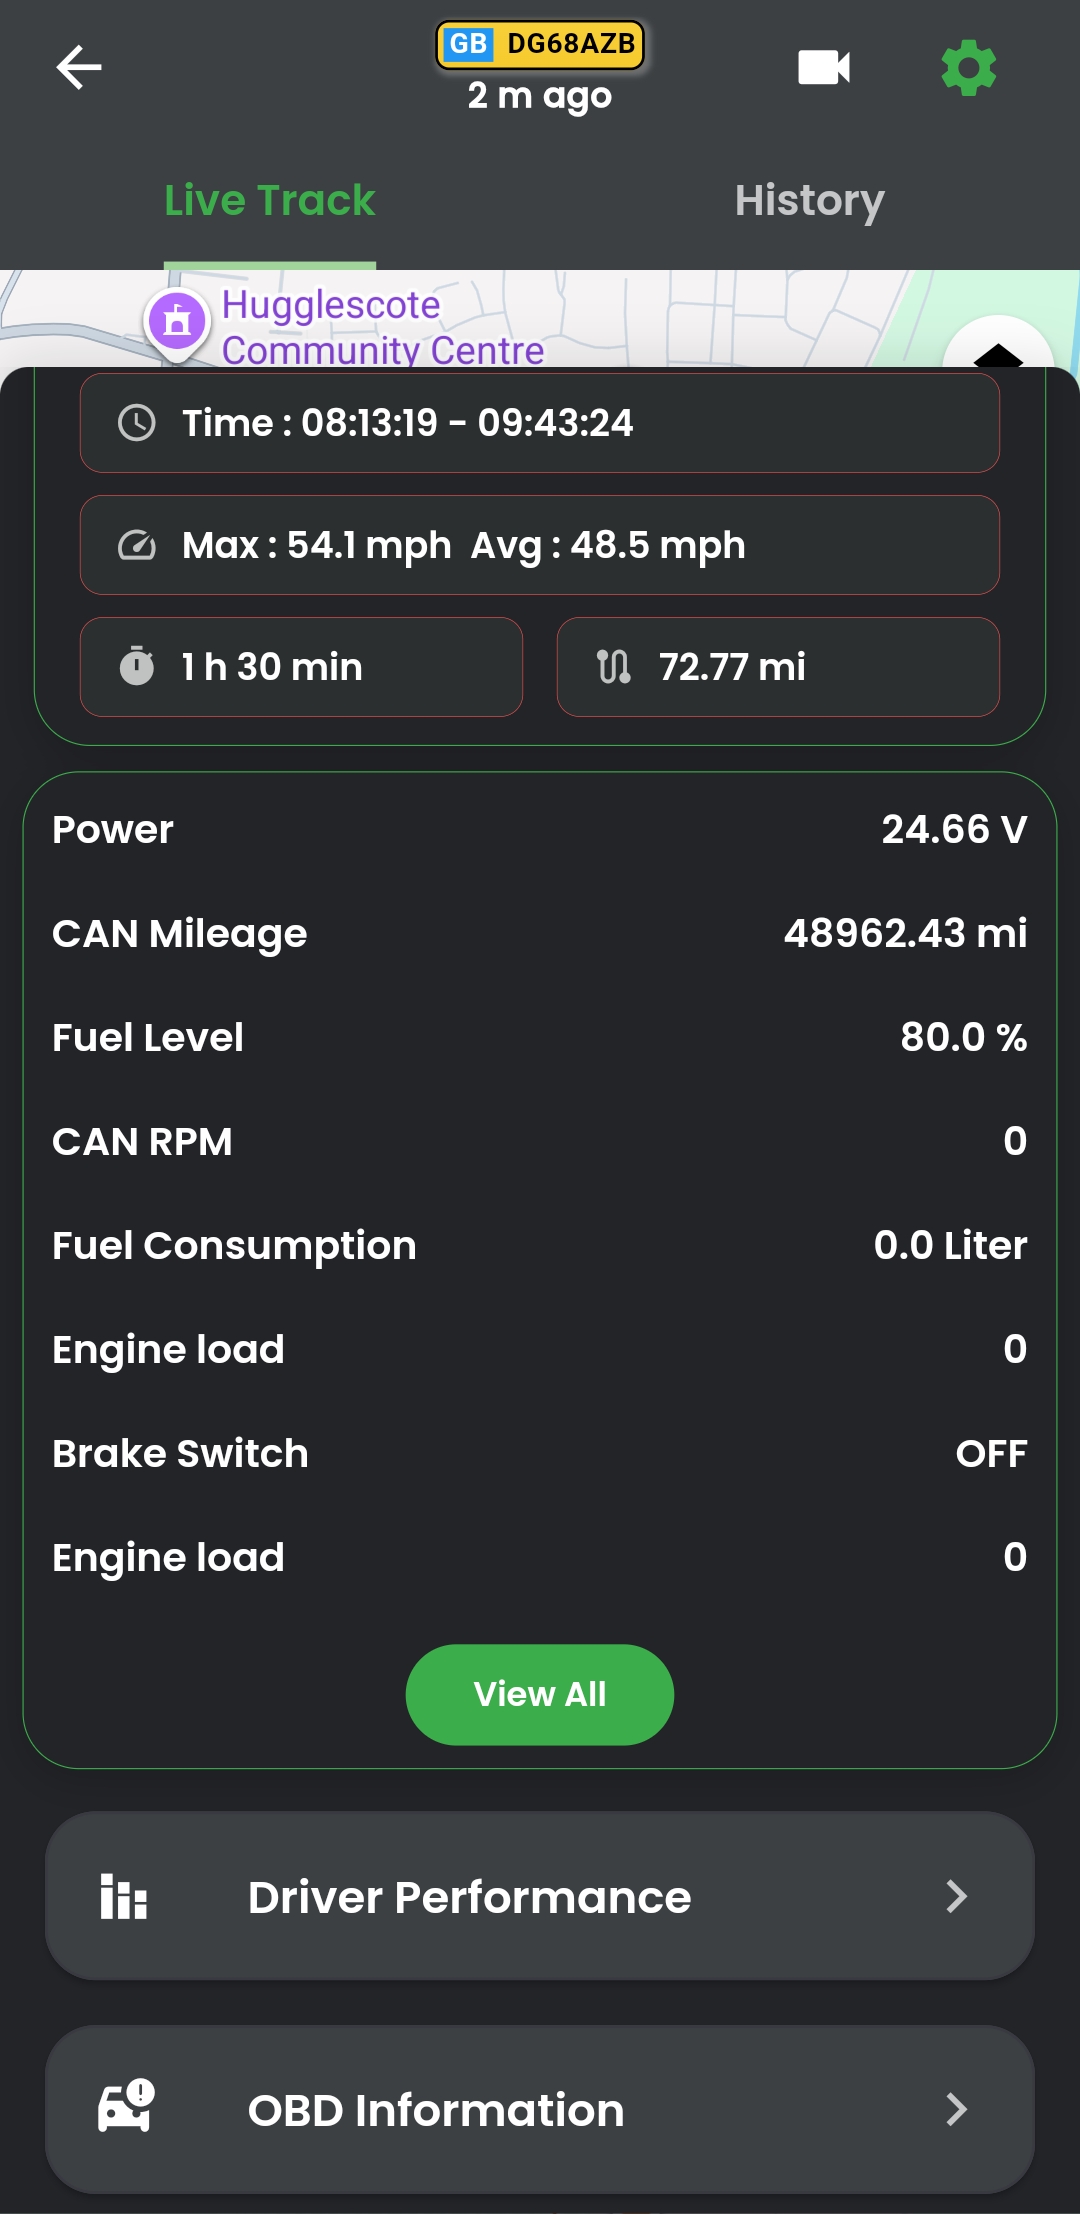 GB DG68AZB
2 m ago
Live Track
History
Hugglescote
Community Centre
Time : 08:13:19 - 09:43:24
Max : 54.1 mph Avg : 48.5 mph
1 h 30 min
72.77 mi
Power 24.66 V
CAN Mileage 48962.43 mi
Fuel Level 80.0 %
CAN RPM 0
Fuel Consumption 0.0 Liter
Engine load 0
Brake Switch OFF
Engine load 0
View All
Driver Performance
OBD Information